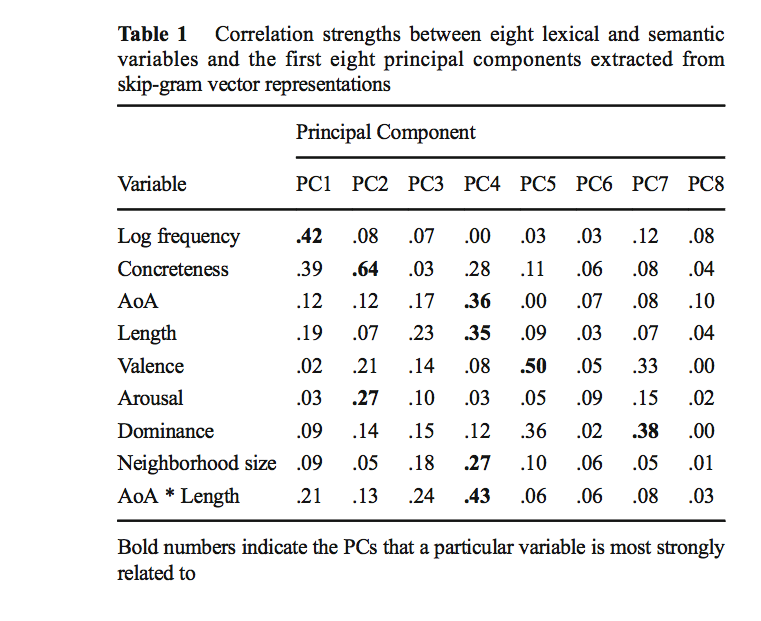 Table 1 Correlation strengths between eight lexical and semantic
variables and the first eight principal components extracted from
skip-gram vector representations
Principal Component
Variable PC1 PC2 PC3 PC4 PC5 PC6 PC7 PC8
Log frequency .42 .08 .07 .00 .03 .03 .12 .08
Concreteness .39 .64 .03 .28 .11 .06 .08 .04
AoA .12 .12 .17 .36 .00 .07 .08 .10
Length .19 .07 .23 .35 .09 .03 .07 .04
Valence .02 .21 .14 .08 .50 .05 .33 .00
Arousal .03 .27 .10 .03 .05 .09 .15 .02
Dominance .09 .14 .15 .12 .36 .02 .38 .00
Neighborhood size .09 .05 .18 .27 .10 .06 .05 .01
AoA * Length .21 .13 .24 .43 .06 .06 .08 .03
Bold numbers indicate the PCs that a particular variable is most strongly
related to